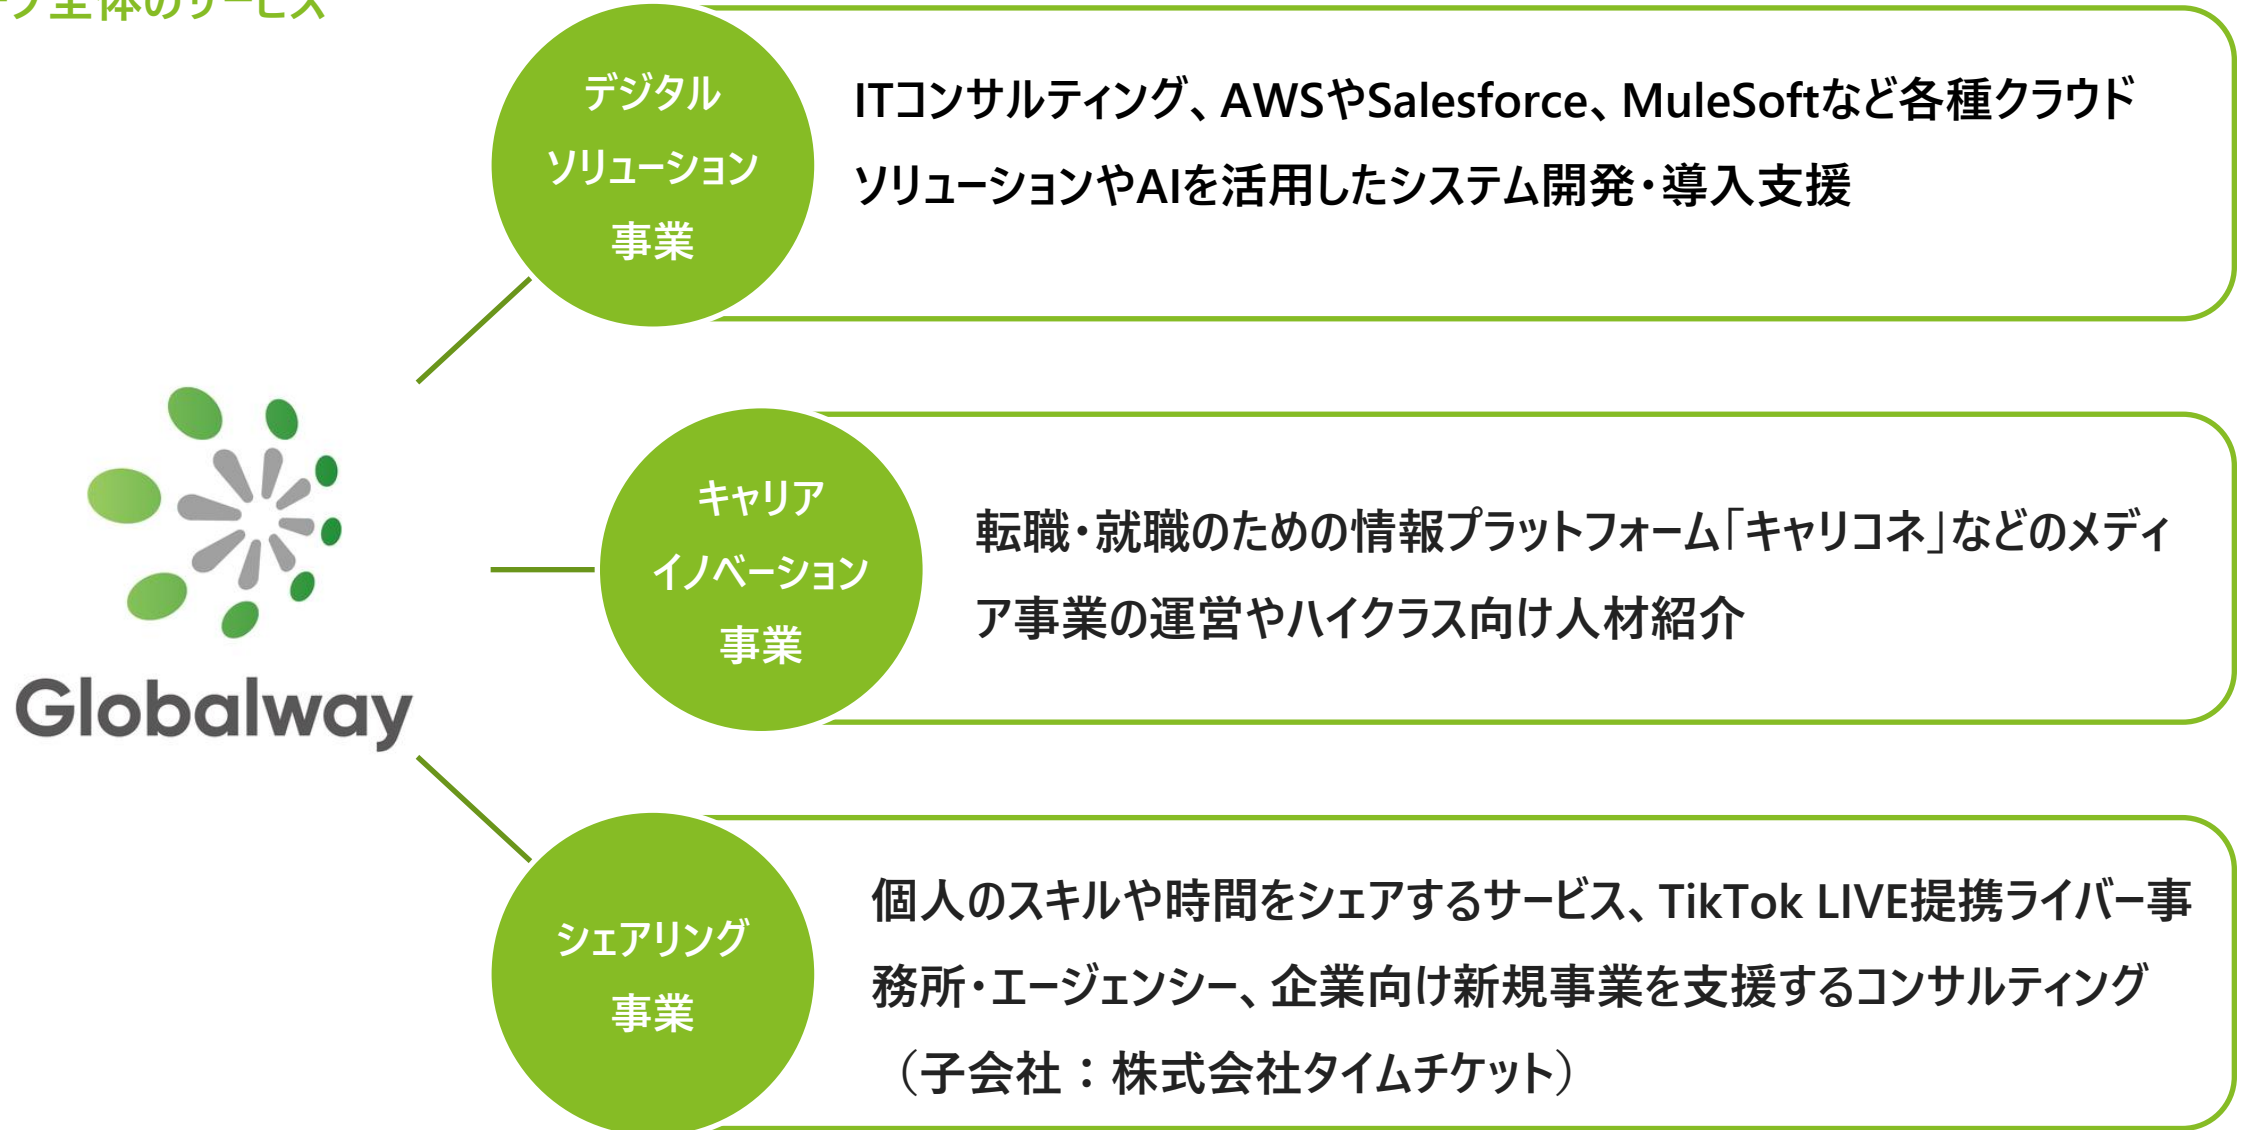 全体のサービス
デジタル
ソリューション
事業
ITコンサルティング、AWSやSalesforce、MuleSoftなど各種クラウド
ソリューションやAIを活用したシステム開発・導入支援
Globalway
キャリア
イノベーション
事業
転職・就職のための情報プラットフォーム「キャリコネ」などのメディ
ア事業の運営やハイクラス向け人材紹介
シェアリング
事業
個人のスキルや時間をシェアするサービス、TikTok LIVE提携ライバー事
務所・エージェンシー、企業向け新規事業を支援するコンサルティング
（子会社：株式会社タイムチケット）